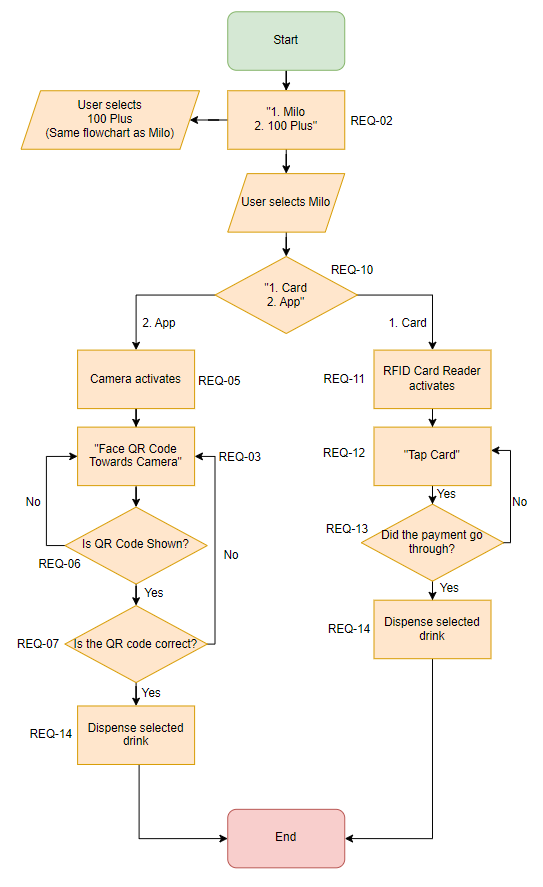 Start
User selects
100 Plus
(Same flowchart as Milo)
"1. Milo
2. 100 Plus"
REQ-02
User selects Milo
REQ-10
"1. Card
2. App"
2. App
1. Card
Camera activates
REQ-05
REQ-11
RFID Card Reader
activates
"Face QR Code
Towards Camera"
REQ-03
REQ-12
"Tap Card"
No
Yes
No
Is QR Code Shown?
REQ-06
REQ-13
Did the payment go
through?
No
Yes
Yes
REQ-07
Is the QR code correct?
REQ-14
Dispense selected
drink
Yes
REQ-14
Dispense selected
drink
End